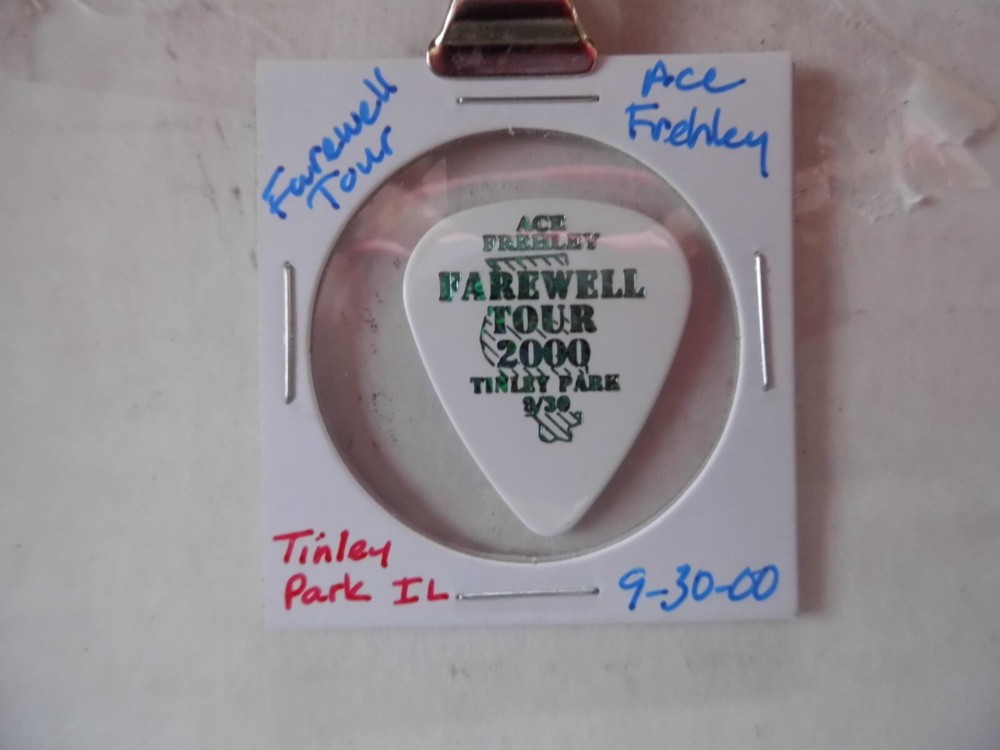 Farewell
Tour
Ace
Frehley
ACE
FREHLEY
FAREWELL
TOUR
2000
TINLEY PARK
9/30
Tinley
Park IL
9-30-00